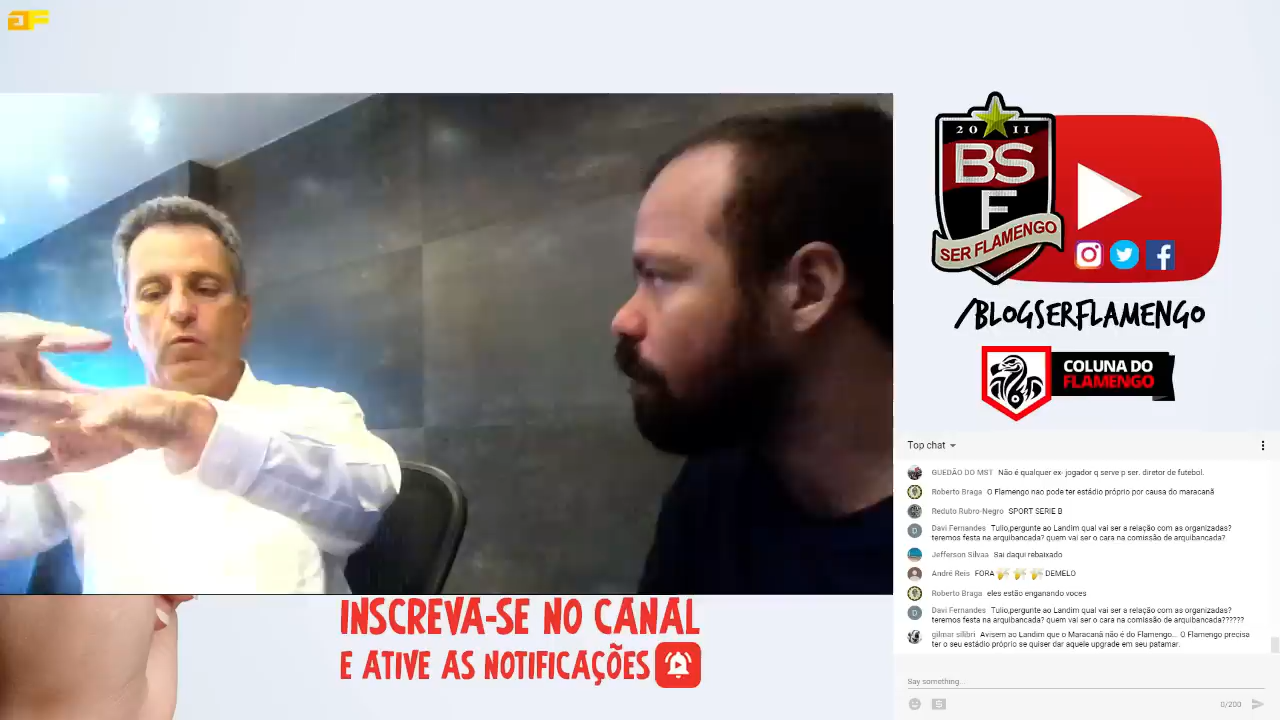 GF
2011
BS
F
SER FLAMENGO
/BLOGSERFLAMENGO
COLUNA DO
FLAMENGO
Top chat
GUEDÃO DO MST Não é qualquer ex- jogador q serve p ser. diretor de futebol.
Roberto Braga O Flamengo nao pode ter estádio próprio por causa do maracanã
Reduto Rubro-Negro SPORT SERIE B
Davi Fernandes Tulio,pergunte ao Landim qual vai ser a relação com as organizadas?
teremos festa na arquibancada? quem vai ser o cara na comissão de arquibancada?
Jefferson Silvaa Sai daqui rebaixado
André Reis FORA DEMELO
Roberto Braga eles estão enganando voces
Davi Fernandes Tulio,pergunte ao Landim qual vai ser a relação com as organizadas?
teremos festa na arquibancada? quem vai ser o cara na comissão de arquibancada??????
gilmar silibri Avisem ao Landim que o Maracanã não é do Flamengo... O Flamengo precisa
ter o seu estádio próprio se quiser dar aquele upgrade em seu patamar.
Say something...
0/200
INSCREVA-SE NO CANAL
E ATIVE AS NOTIFICAÇÕES